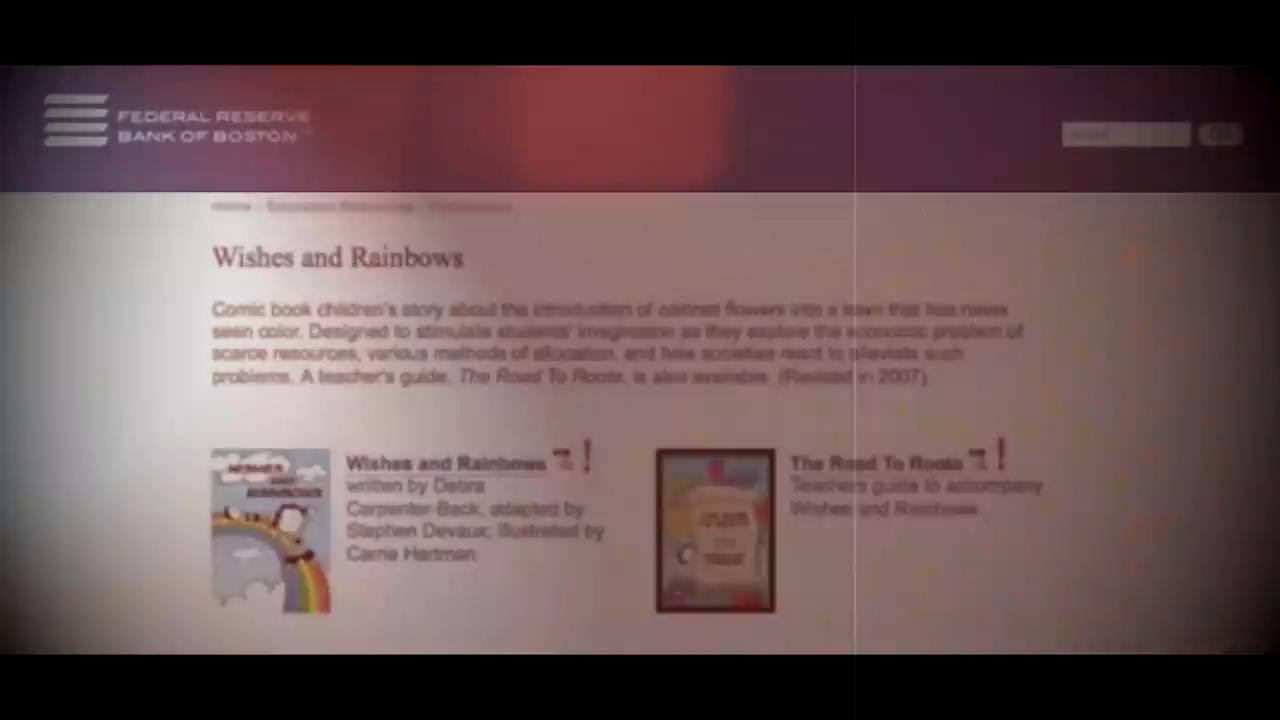 FEDERAL RESERVE
BANK OF BOSTON
Wishes and Rainbows
Comic book children's story about the introduction of colored flowers into a town that has never
seen color. Designed to stimulate students' imagination as they explore the economic problem of
scarce resources, various methods of allocation, and how societies react to alleviate such
problems. A teacher's guide, The Road To Roota, is also available. (Revised in 2007)
Wishes and Rainbows !
written by Debra
Carpenter-Beck, adapted by
Stephen Devaux; illustrated by
Carrie Hartman
The Road To Roota !
Teachers guide to accompany
Wishes and Rainbows.